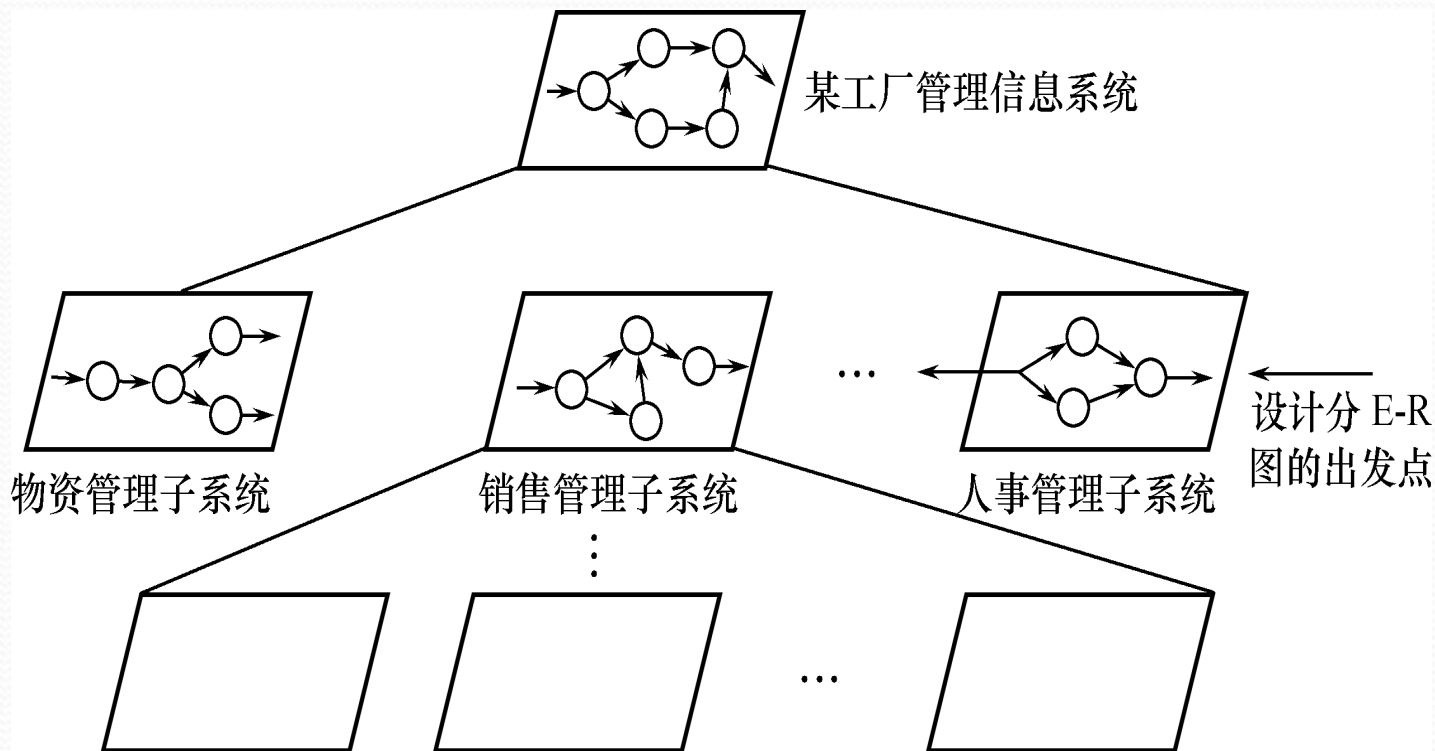 某工厂管理信息系统
…
设计分 E-R
图的出发点
物资管理子系统
销售管理子系统
人事管理子系统
⋮
…